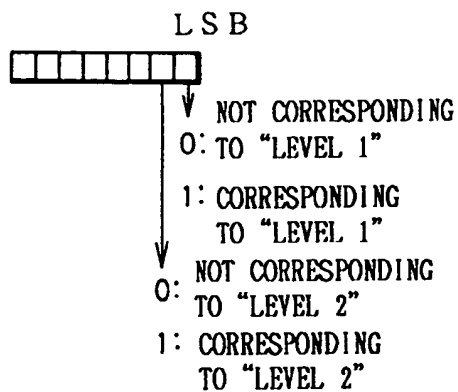 LSB
NOT CORRESPONDING
0: TO “LEVEL 1”
1: CORRESPONDING
TO “LEVEL 1”
0: NOT CORRESPONDING
TO “LEVEL 2”
1: CORRESPONDING
TO “LEVEL 2”